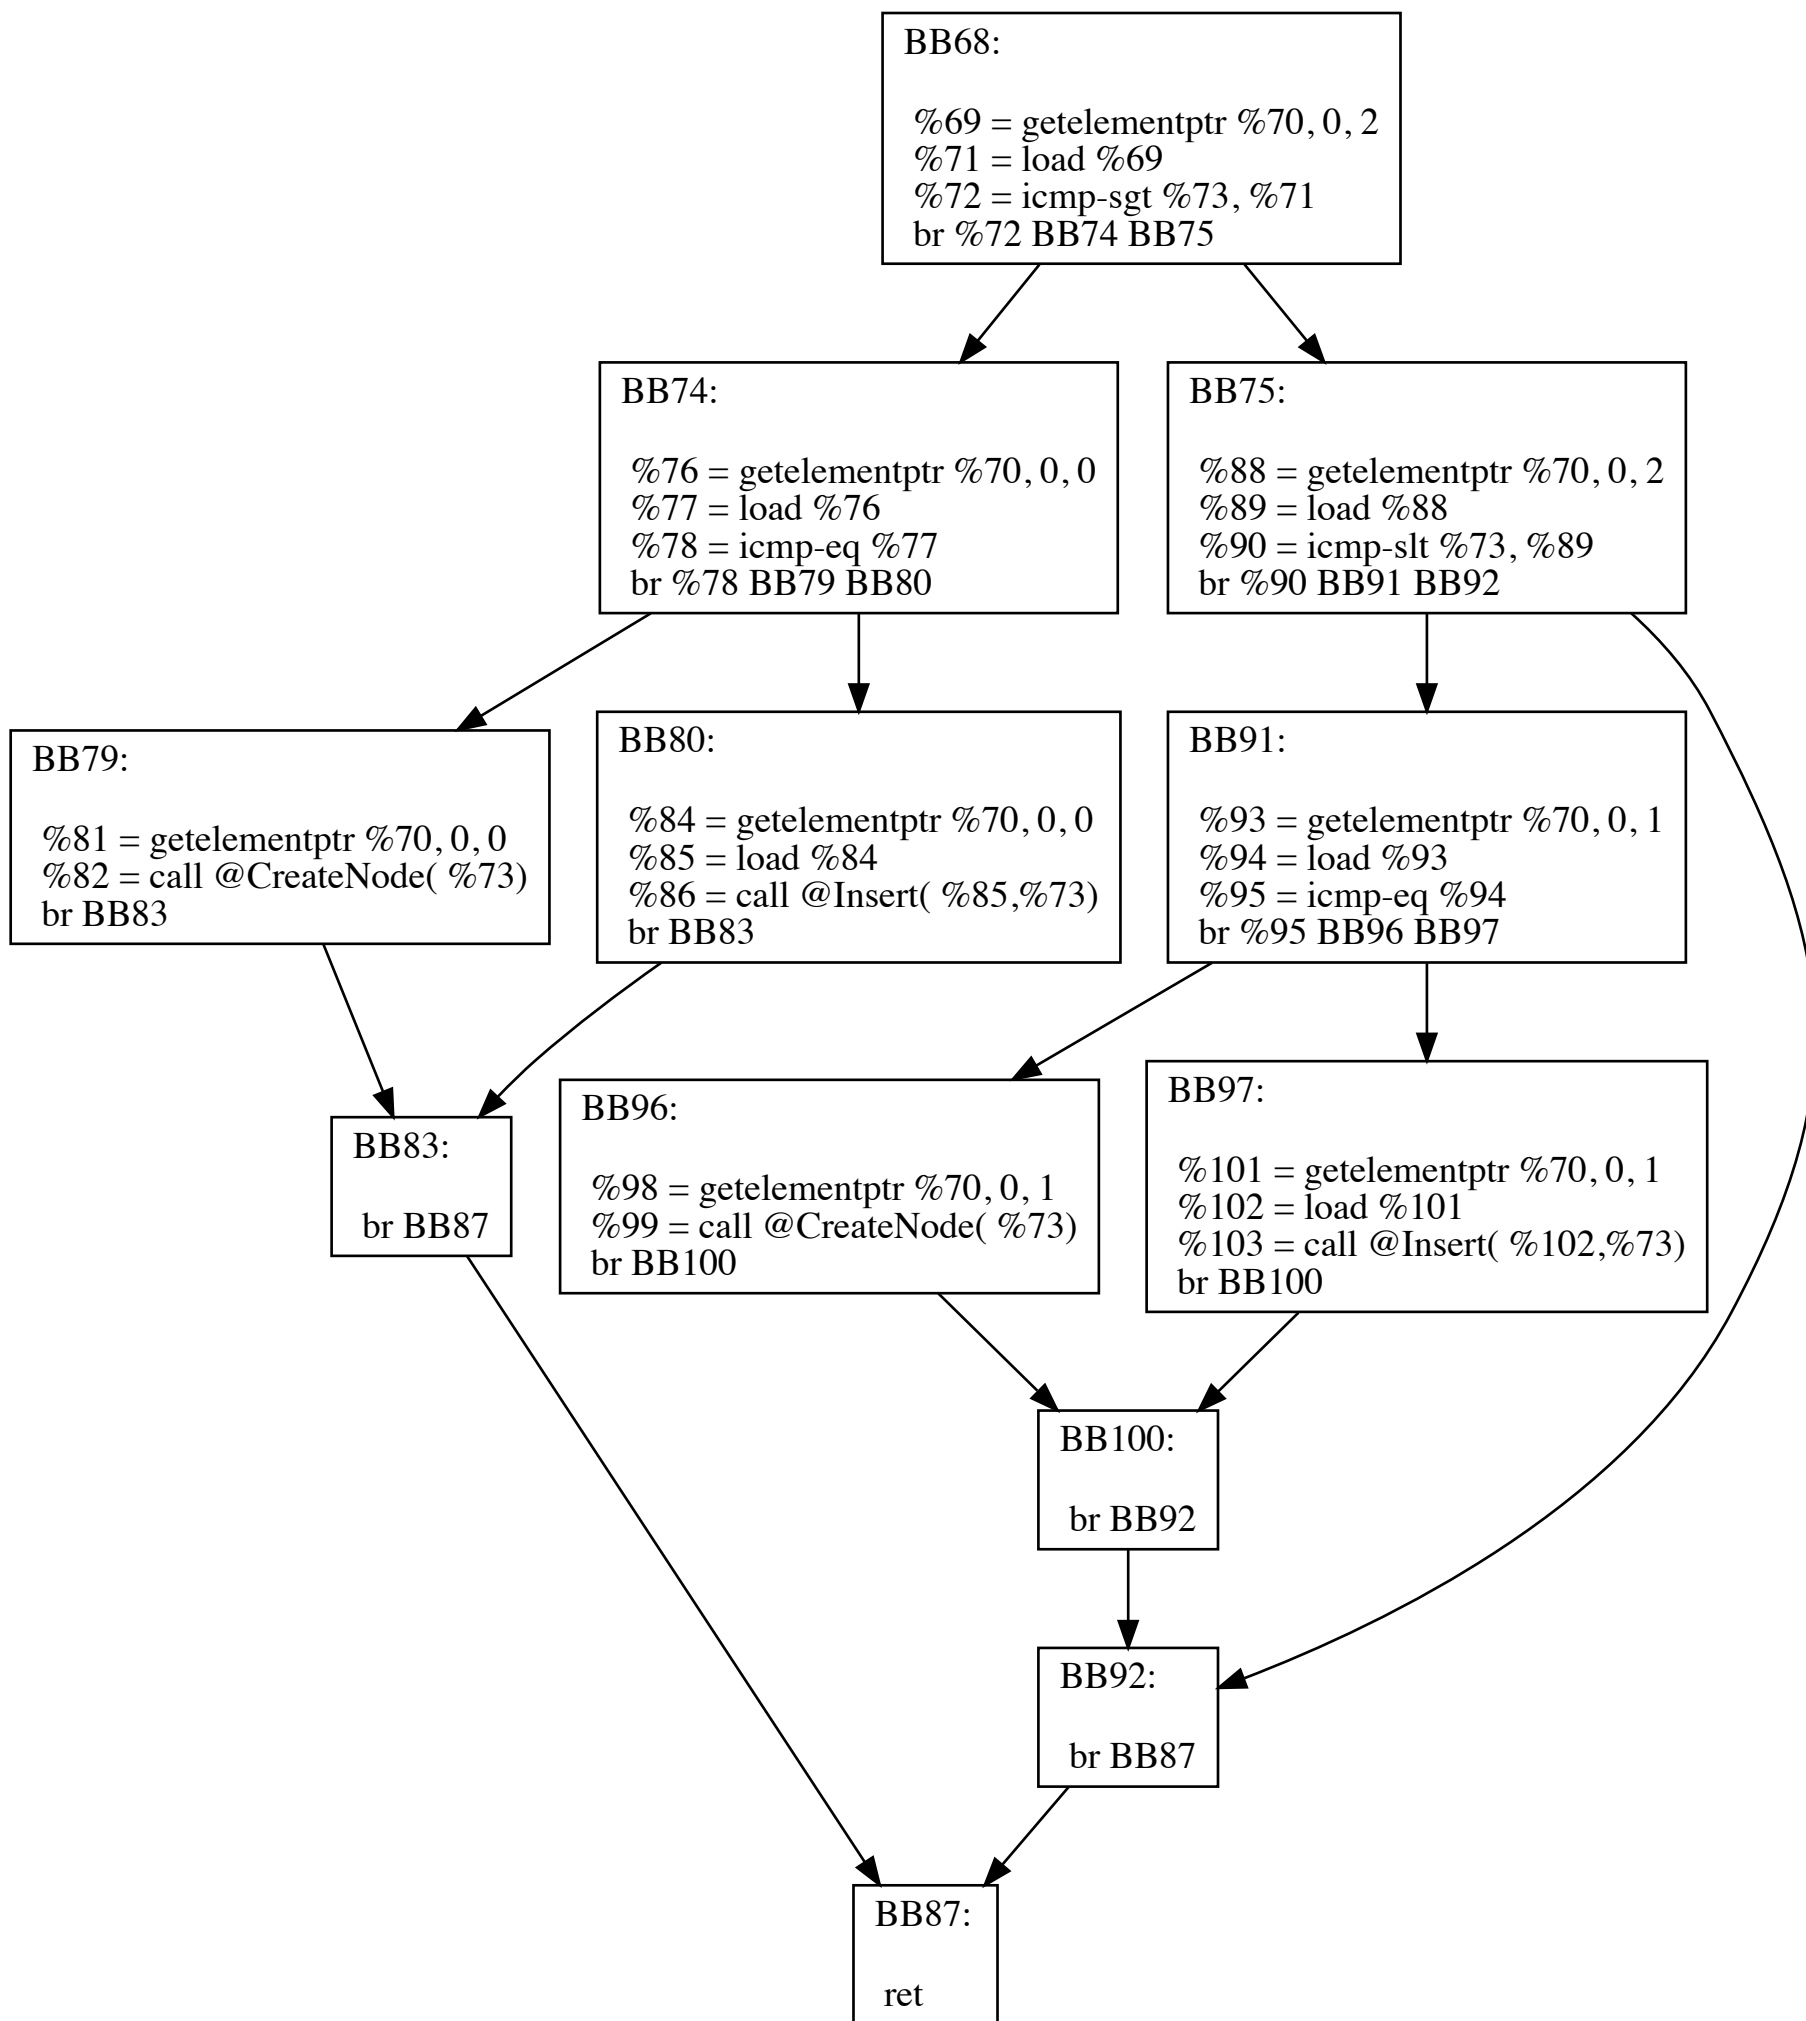 BB68:
%69 = getelementptr %70, 0, 2
%71 = load %69
%72 = icmp-sgt %73, %71
br %72 BB74 BB75
BB74:
%76 = getelementptr %70, 0, 0
%77 = load %76
%78 = icmp-eq %77
br %78 BB79 BB80
BB75:
%88 = getelementptr %70, 0, 2
%89 = load %88
%90 = icmp-slt %73, %89
br %90 BB91 BB92
BB79:
%81 = getelementptr %70, 0, 0
%82 = call @CreateNode( %73)
br BB83
BB80:
%84 = getelementptr %70, 0, 0
%85 = load %84
%86 = call @Insert( %85,%73)
br BB83
BB91:
%93 = getelementptr %70, 0, 1
%94 = load %93
%95 = icmp-eq %94
br %95 BB96 BB97
BB83:
br BB87
BB96:
%98 = getelementptr %70, 0, 1
%99 = call @CreateNode( %73)
br BB100
BB97:
%101 = getelementptr %70, 0, 1
%102 = load %101
%103 = call @Insert( %102,%73)
br BB100
BB100:
br BB92
BB92:
br BB87
BB87:
ret